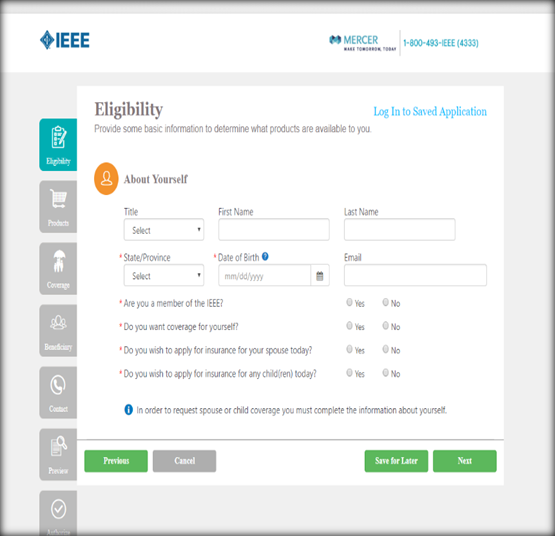 IEEE
MERCER
MAKE TOMORROW, TODAY
1-800-493-IEEE (4333)
Eligibility
Log In to Saved Application
Provide some basic information to determine what products are available to you.
Eligibility
Products
Coverage
Beneficiary
Contact
Preview
About Yourself
Title
First Name
Last Name
Select
* State/Province
* Date of Birth ?
Email
Select
mm/dd/yyyy
* Are you a member of the IEEE? Yes No
* Do you want coverage for yourself? Yes No
* Do you wish to apply for insurance for your spouse today? Yes No
* Do you wish to apply for insurance for any child(ren) today? Yes No
i In order to request spouse or child coverage you must complete the information about yourself.
Previous
Cancel
Save for Later
Next